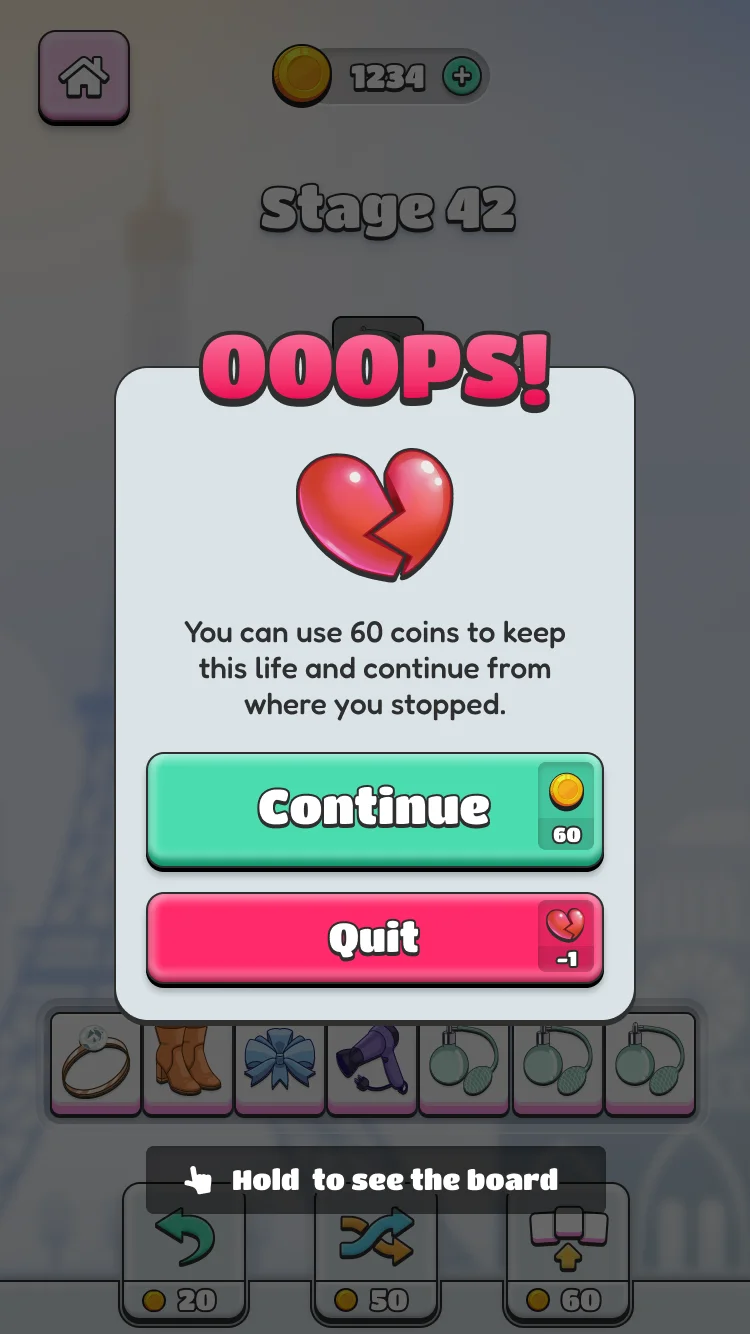 1234
Stage 42
OOOPS!
You can use 60 coins to keep
this life and continue from
where you stopped.
Continue
60
Quit
-1
Hold to see the board
20
50
60